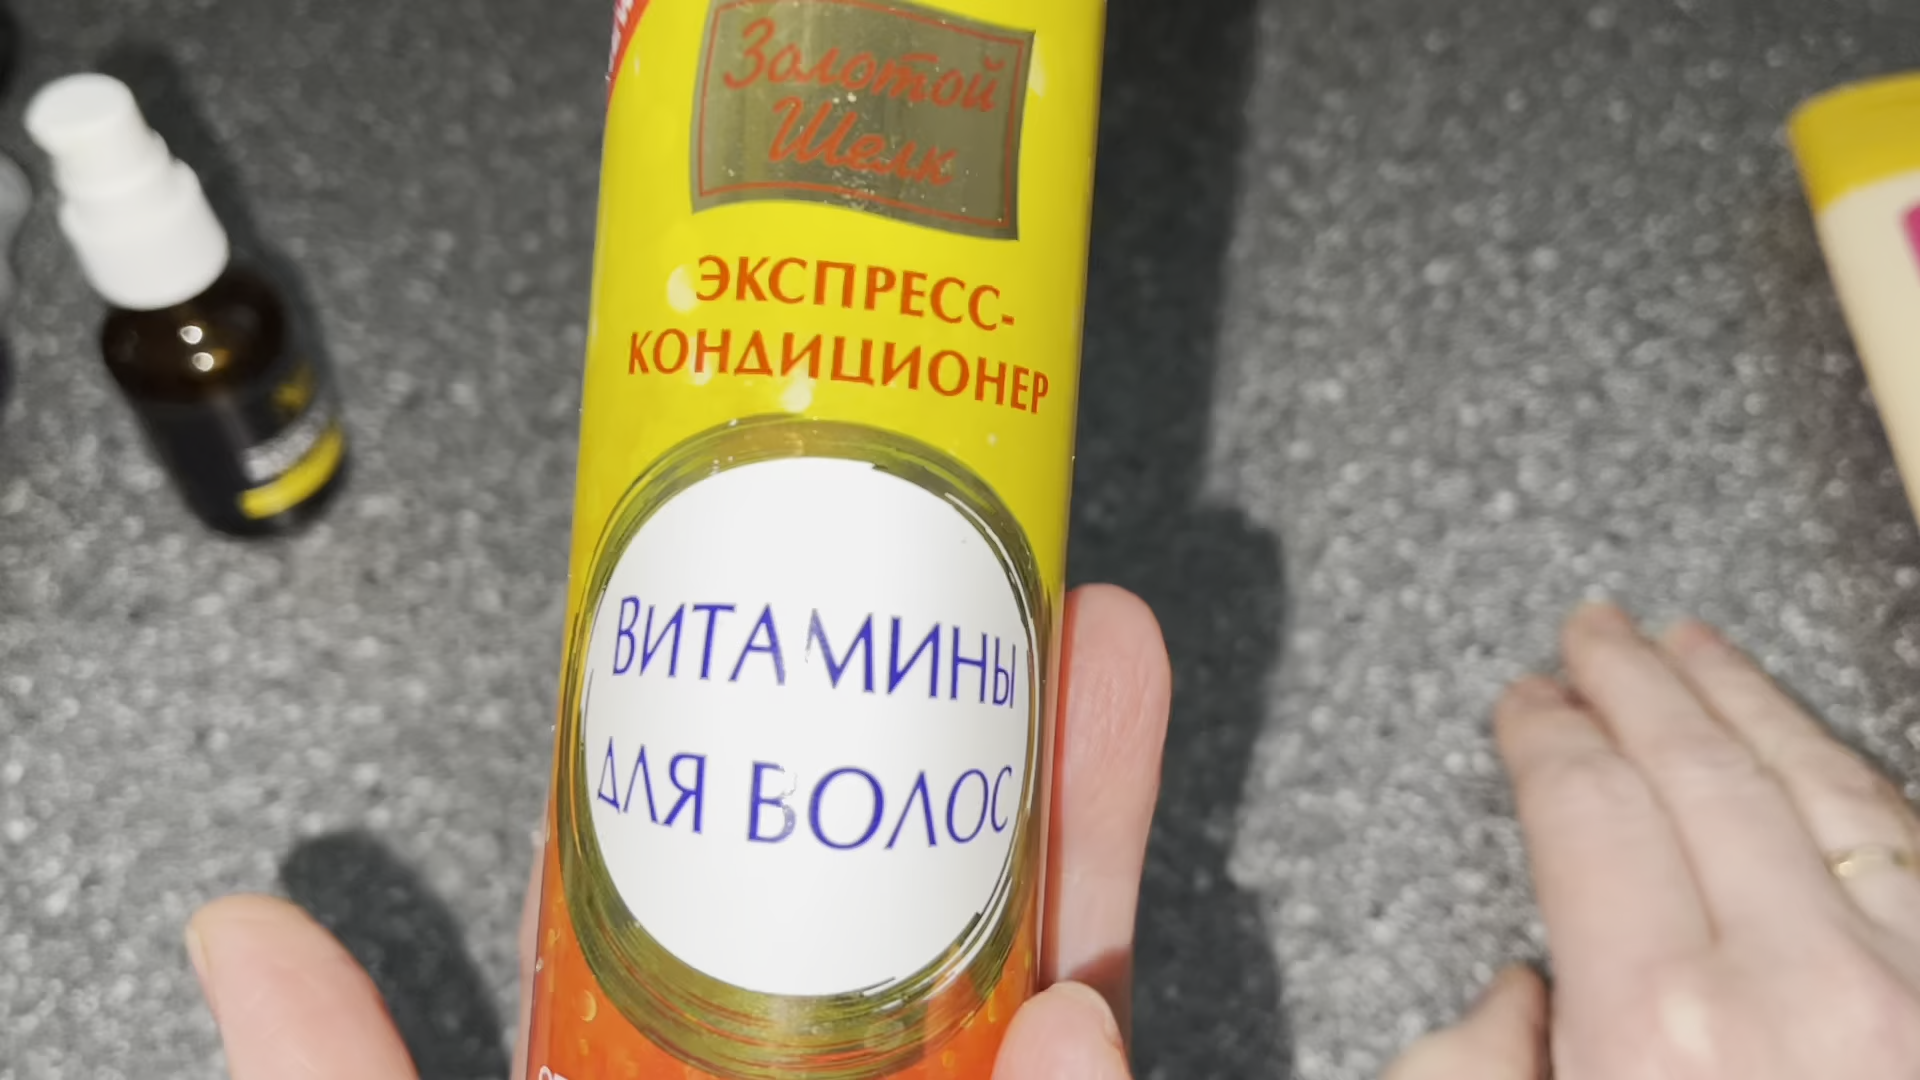 Золотой
Шелк
ЭКСПРЕСС-
КОНДИЦИОНЕР
ВИТАМИНЫ
ДЛЯ ВОЛОС